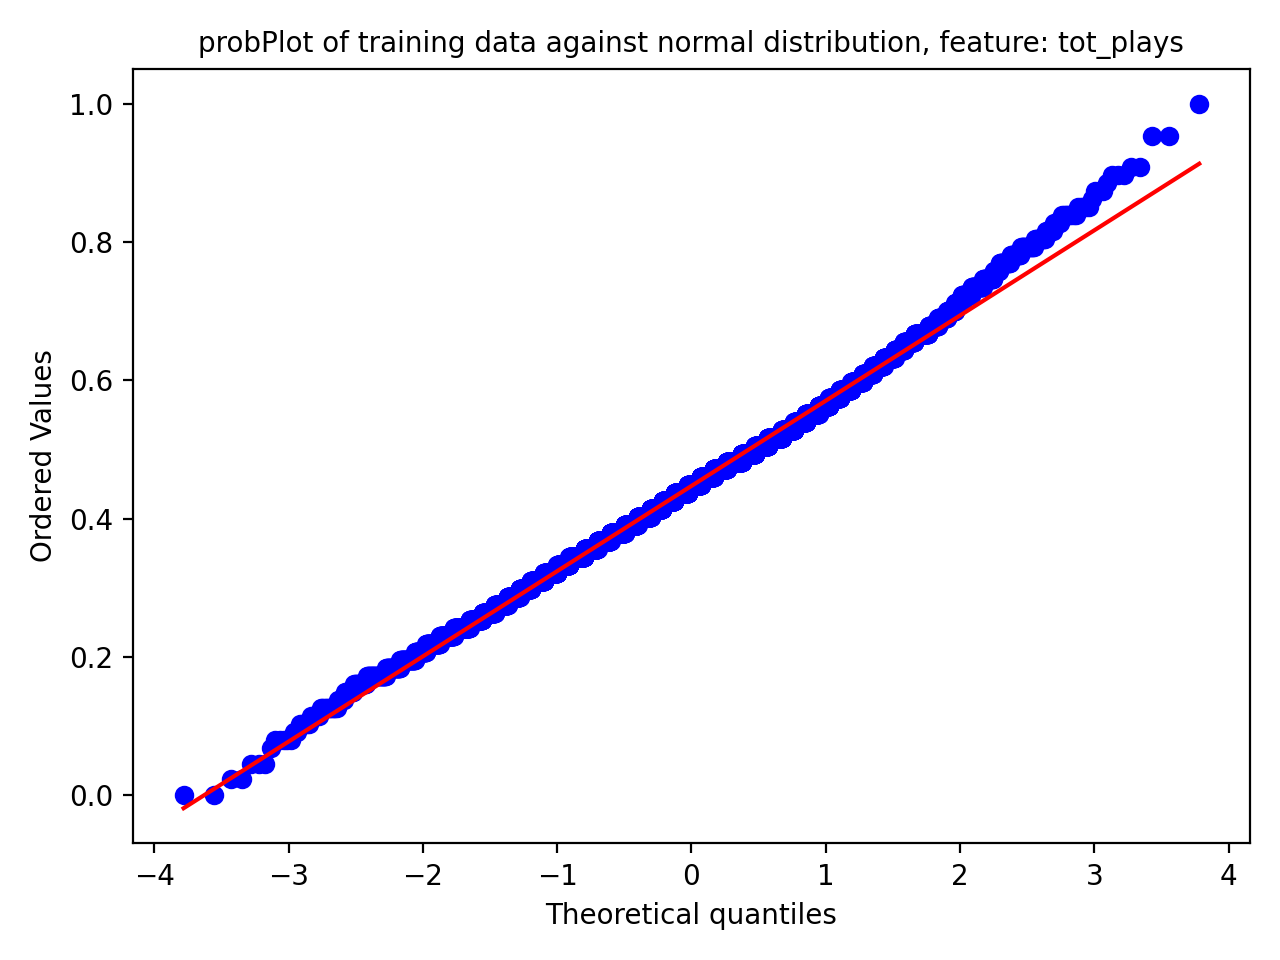 probPlot of training data against normal distribution, feature: tot_plays
1.0
0.8
0.6
0.4
0.2
0.0
Ordered Values
−4 −3 −2 −1 0 1 2 3 4
Theoretical quantiles